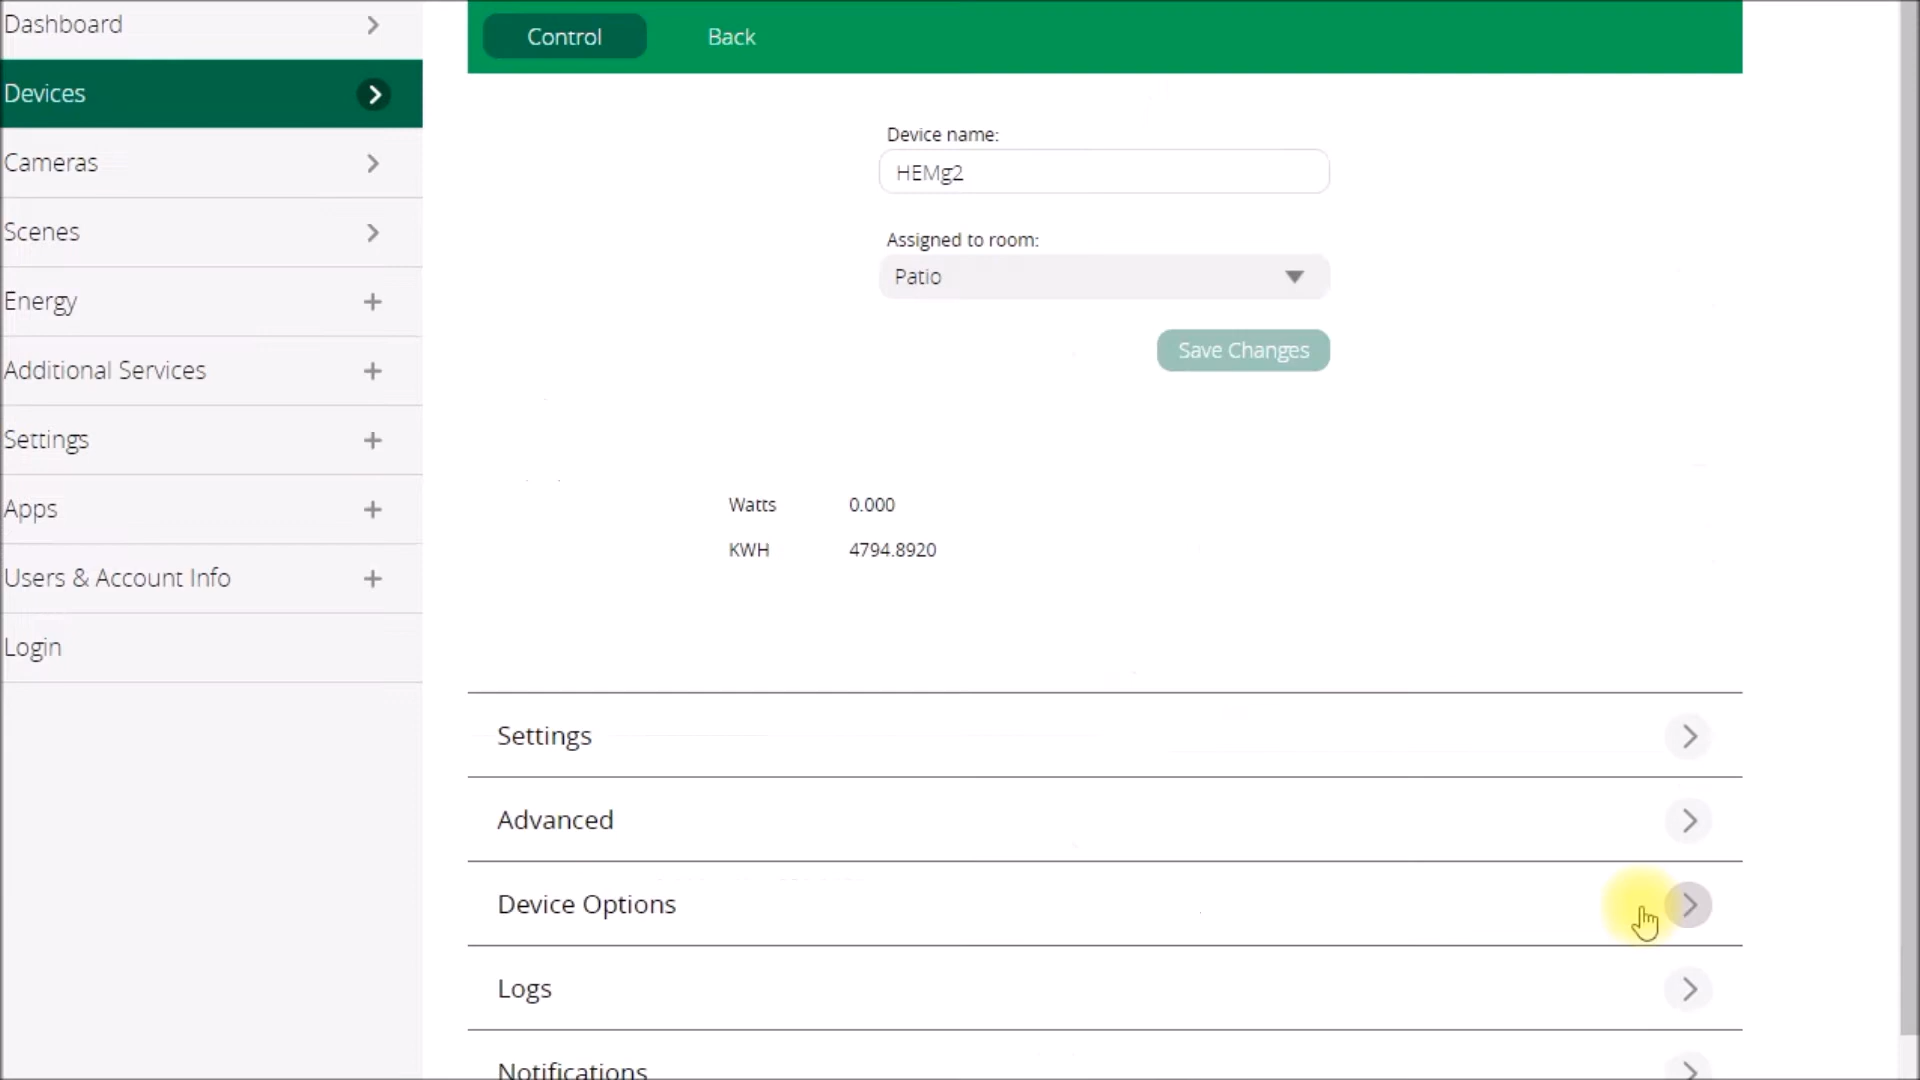 Dashboard
Devices
Cameras
Scenes
Energy
Additional Services
Settings
Apps
Users & Account Info
Login
Control
Back
Device name:
HEMg2
Assigned to room:
Patio
Save Changes
Watts 0.000
KWH 4794.8920
Settings
Advanced
Device Options
Logs
Notifications